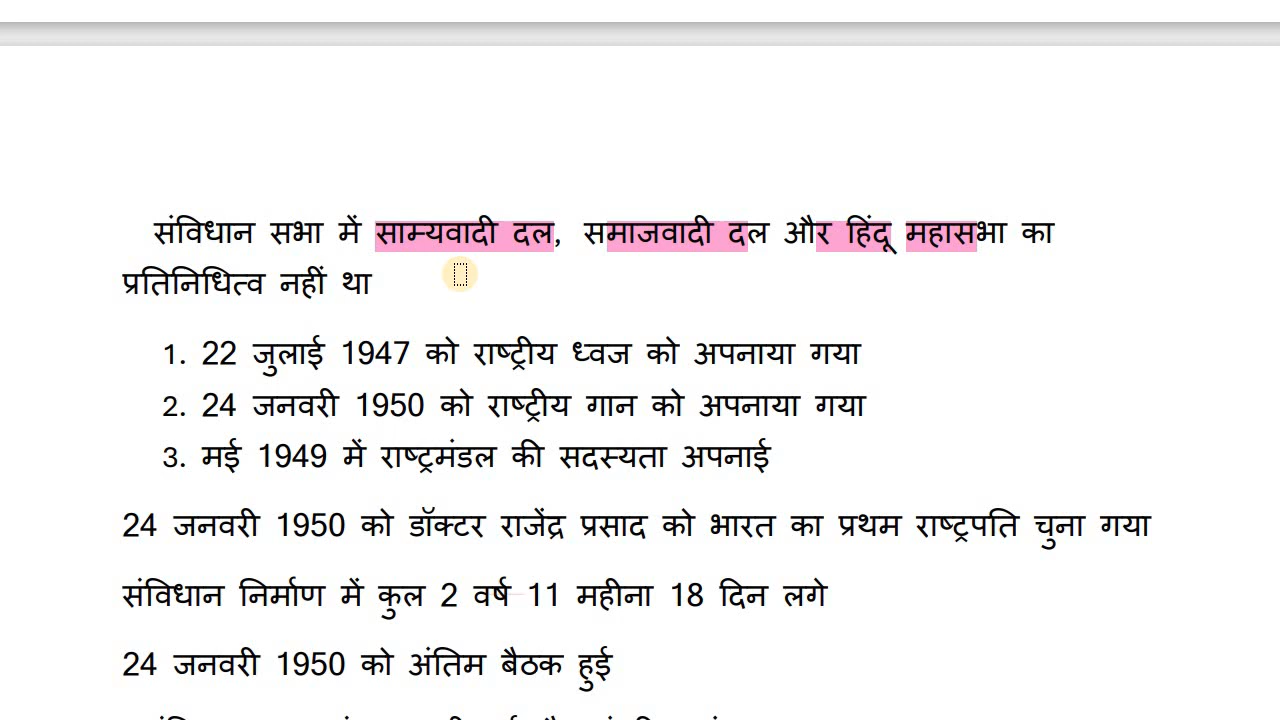 संविधान सभा में साम्यवादी दल, समाजवादी दल और हिंदू महासभा का
प्रतिनिधित्व नहीं था
1. 22 जुलाई 1947 को राष्ट्रीय ध्वज को अपनाया गया
2. 24 जनवरी 1950 को राष्ट्रीय गान को अपनाया गया
3. मई 1949 में राष्ट्रमंडल की सदस्यता अपनाई
24 जनवरी 1950 को डॉक्टर राजेंद्र प्रसाद को भारत का प्रथम राष्ट्रपति चुना गया
संविधान निर्माण में कुल 2 वर्ष 11 महीना 18 दिन लगे
24 जनवरी 1950 को अंतिम बैठक हुई